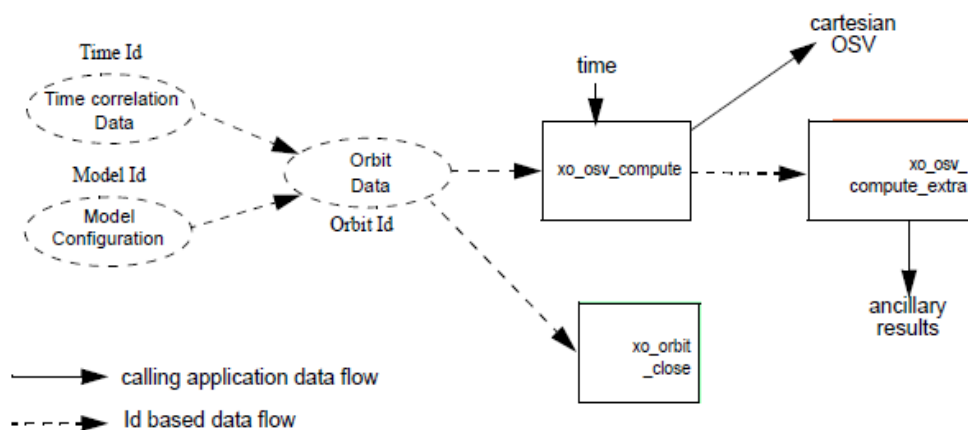 Time Id
Time correlation
Data
Model Id
Model
Configuration
Orbit
Data
Orbit Id
time
xo_osv_compute
cartesian
OSV
xo_osv_
compute_extra
ancillary
results
xo_orbit
_close
calling application data flow
Id based data flow